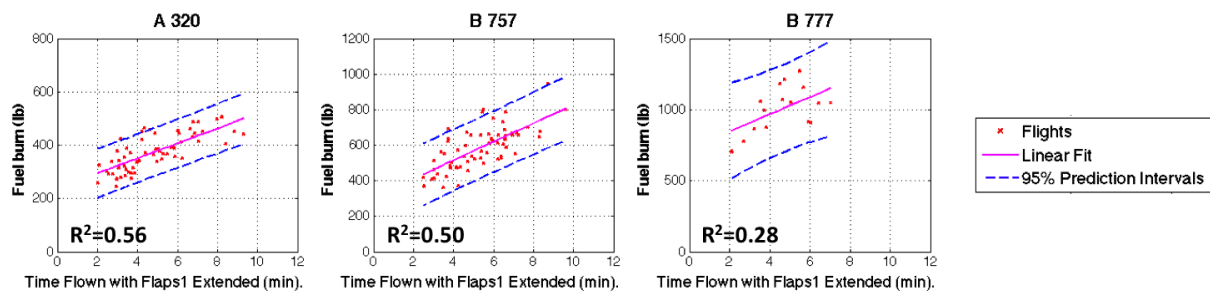 A 320
Fuel burn (lb)
800
600
400
200
0
R²=0.56
0 2 4 6 8 10 12
Time Flown with Flaps1 Extended (min).
B 757
Fuel burn (lb)
1200
1000
800
600
400
200
0
R²=0.50
0 2 4 6 8 10 12
Time Flown with Flaps1 Extended (min).
B 777
Fuel burn (lb)
1500
1000
500
0
R²=0.28
0 2 4 6 8 10 12
Time Flown with Flaps1 Extended (min).
Flights
Linear Fit
95% Prediction Intervals